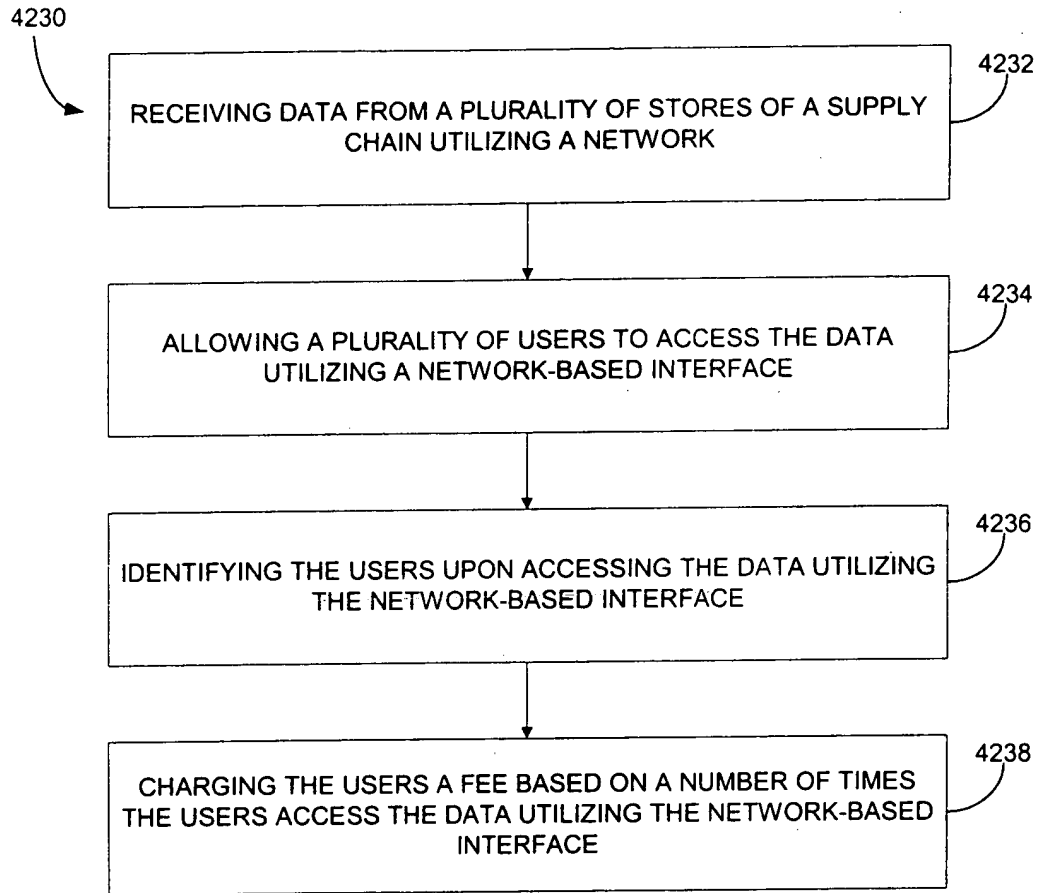 4230
4232
RECEIVING DATA FROM A PLURALITY OF STORES OF A SUPPLY
CHAIN UTILIZING A NETWORK
4234
ALLOWING A PLURALITY OF USERS TO ACCESS THE DATA
UTILIZING A NETWORK-BASED INTERFACE
4236
IDENTIFYING THE USERS UPON ACCESSING THE DATA UTILIZING
THE NETWORK-BASED INTERFACE
4238
CHARGING THE USERS A FEE BASED ON A NUMBER OF TIMES
THE USERS ACCESS THE DATA UTILIZING THE NETWORK-BASED
INTERFACE